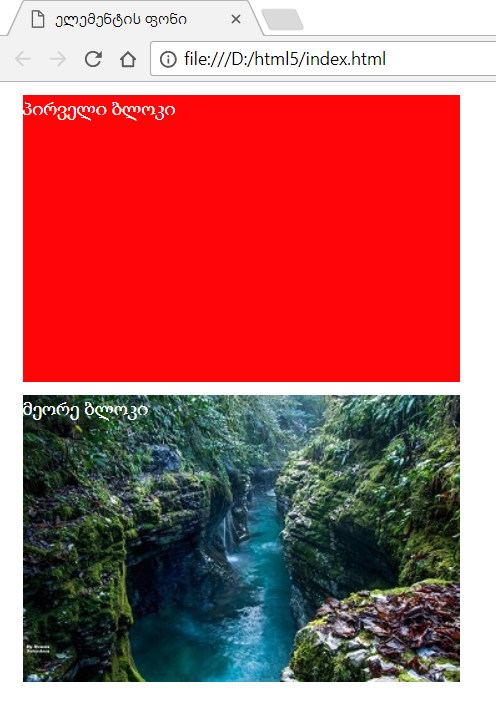 ელემენტის ფონი
file:///D:/html5/index.html
პირველი ბლოკი
მეორე ბლოკი